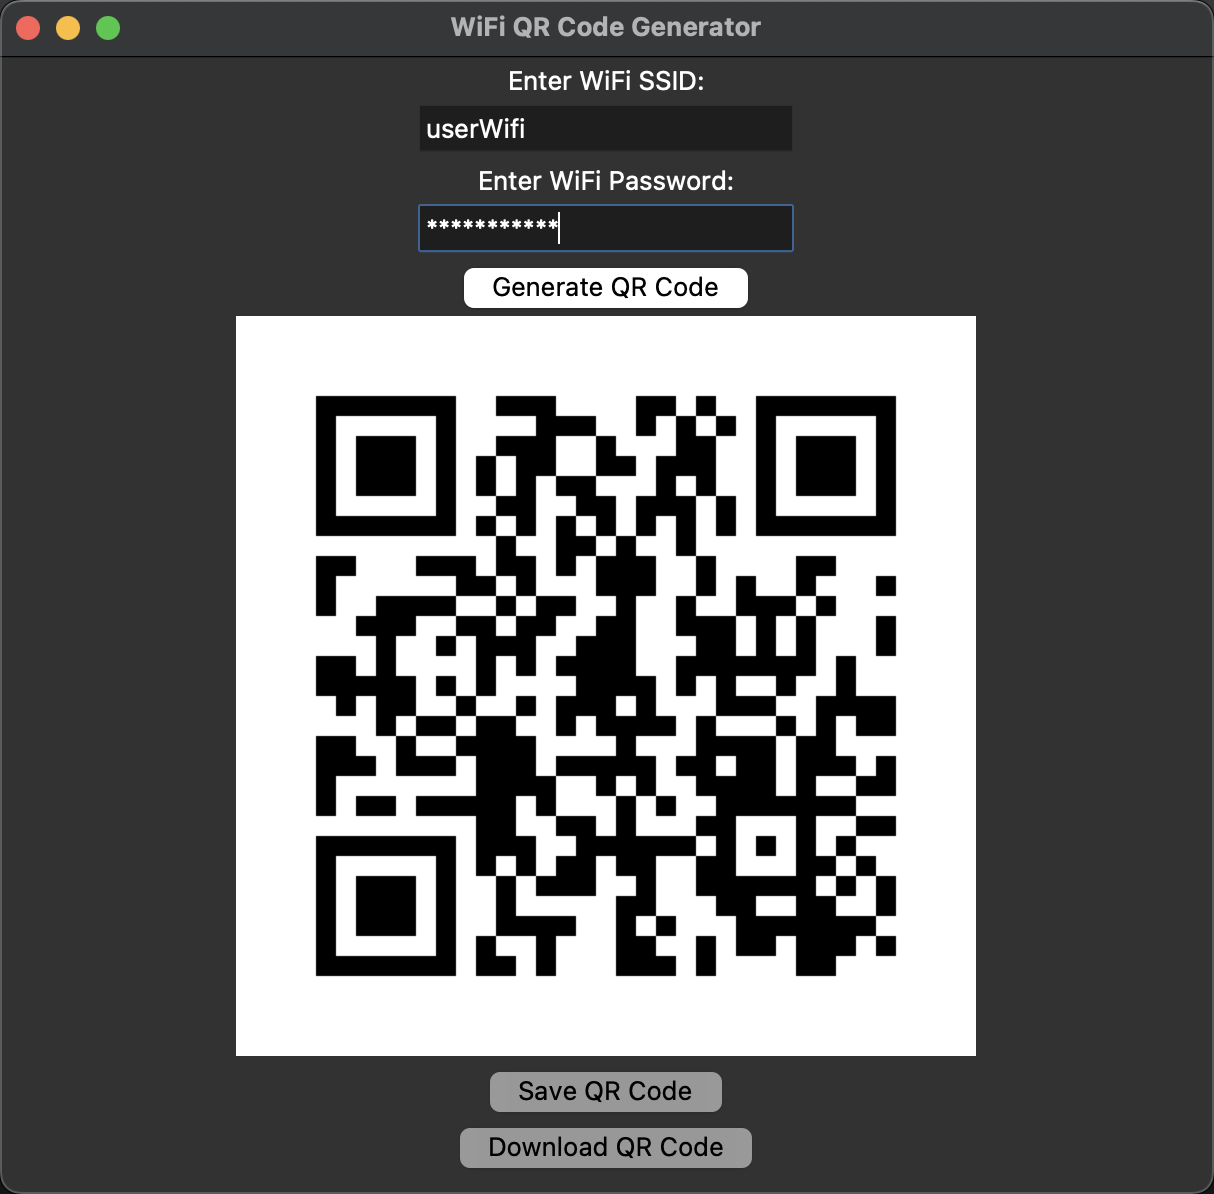 WiFi QR Code Generator
Enter WiFi SSID:
userWifi
Enter WiFi Password:
***********
Generate QR Code
Save QR Code
Download QR Code